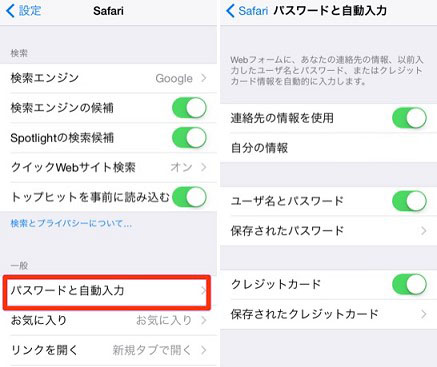 設定
Safari
検索
検索エンジン Google
検索エンジンの候補
Spotlightの検索候補
クイックWebサイト検索 オン
トップヒットを事前に読み込む
検索とプライバシーについて...
一般
パスワードと自動入力
お気に入り お気に入り
リンクを開く 新規タブで開く
Safari パスワードと自動入力
Webフォームに、あなたの連絡先の情報、以前入
力したユーザ名とパスワード、またはクレジット
カード情報を自動的に入力します。
連絡先の情報を使用
自分の情報
ユーザ名とパスワード
保存されたパスワード
クレジットカード
保存されたクレジットカード